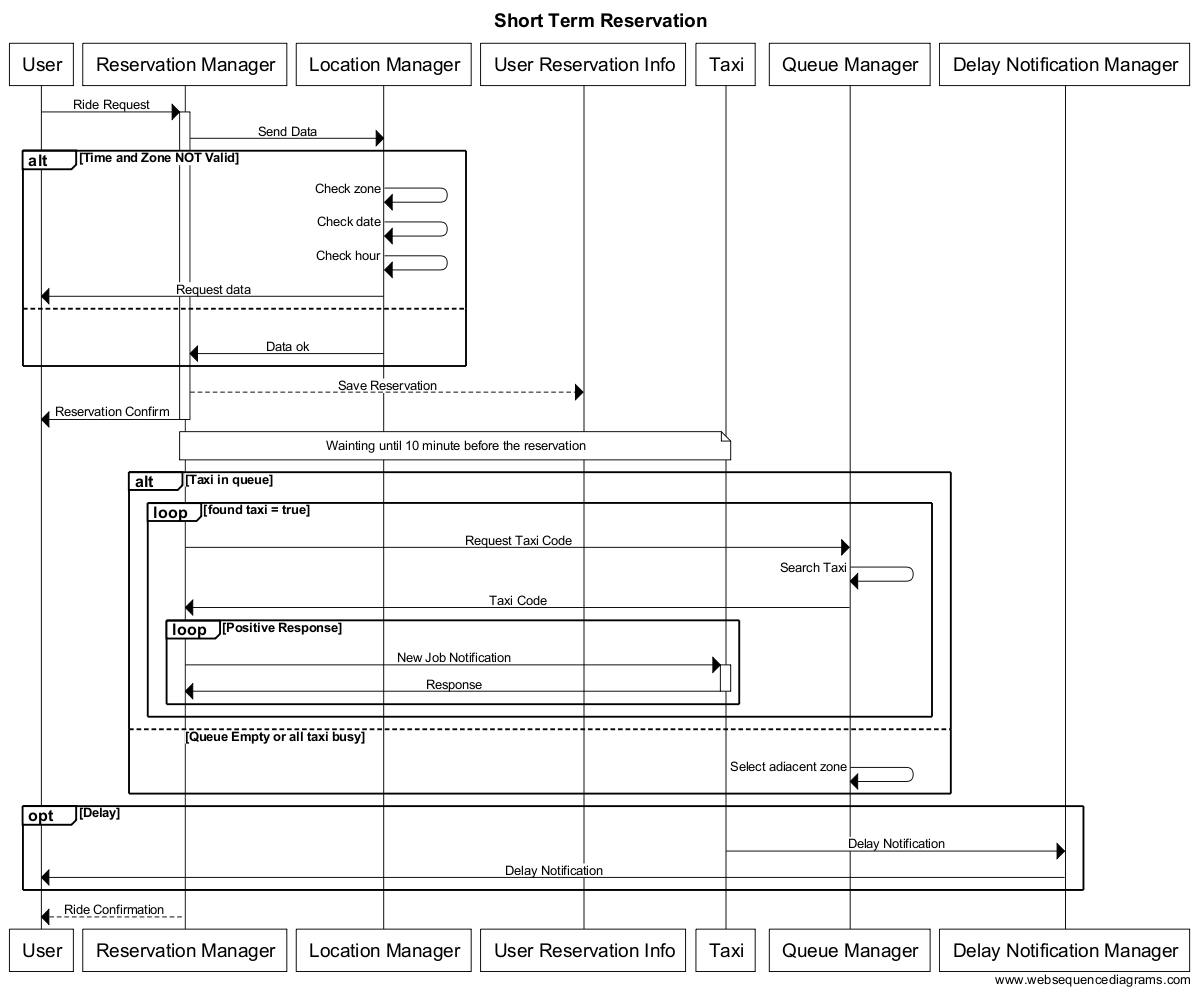 Short Term Reservation
User
Reservation Manager
Location Manager
User Reservation Info
Taxi
Queue Manager
Delay Notification Manager
Ride Request
Send Data
alt
[Time and Zone NOT Valid]
Check zone
Check date
Check hour
Request data
Data ok
Save Reservation
Reservation Confirm
Wainting until 10 minute before the reservation
alt
[Taxi in queue]
loop
[found taxi = true]
Request Taxi Code
Search Taxi
Taxi Code
loop
[Positive Response]
New Job Notification
Response
[Queue Empty or all taxi busy]
Select adiacent zone
opt
[Delay]
Delay Notification
Delay Notification
Ride Confirmation
User
Reservation Manager
Location Manager
User Reservation Info
Taxi
Queue Manager
Delay Notification Manager
www.websequencediagrams.com